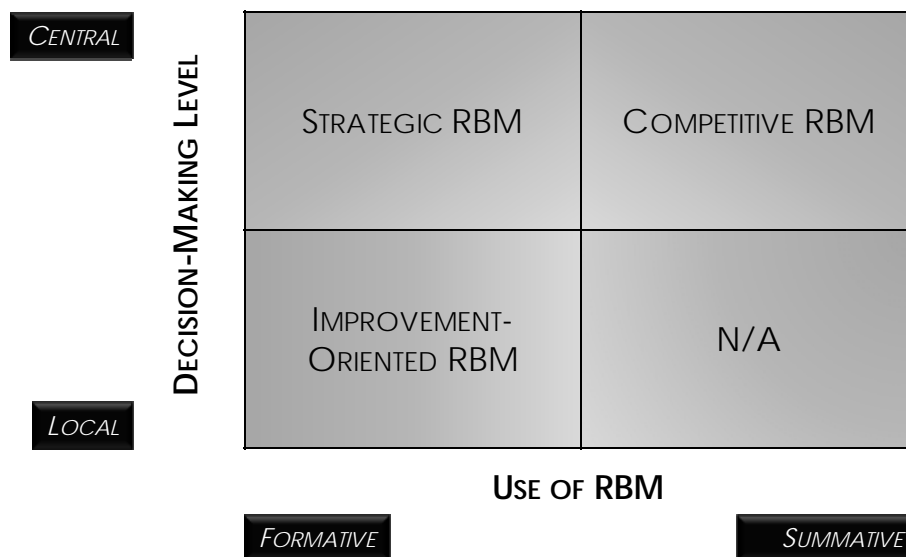 CENTRAL
DECISION-MAKING LEVEL
STRATEGIC RBM
COMPETITIVE RBM
IMPROVEMENT-
ORIENTED RBM
N/A
LOCAL
USE OF RBM
FORMATIVE
SUMMATIVE